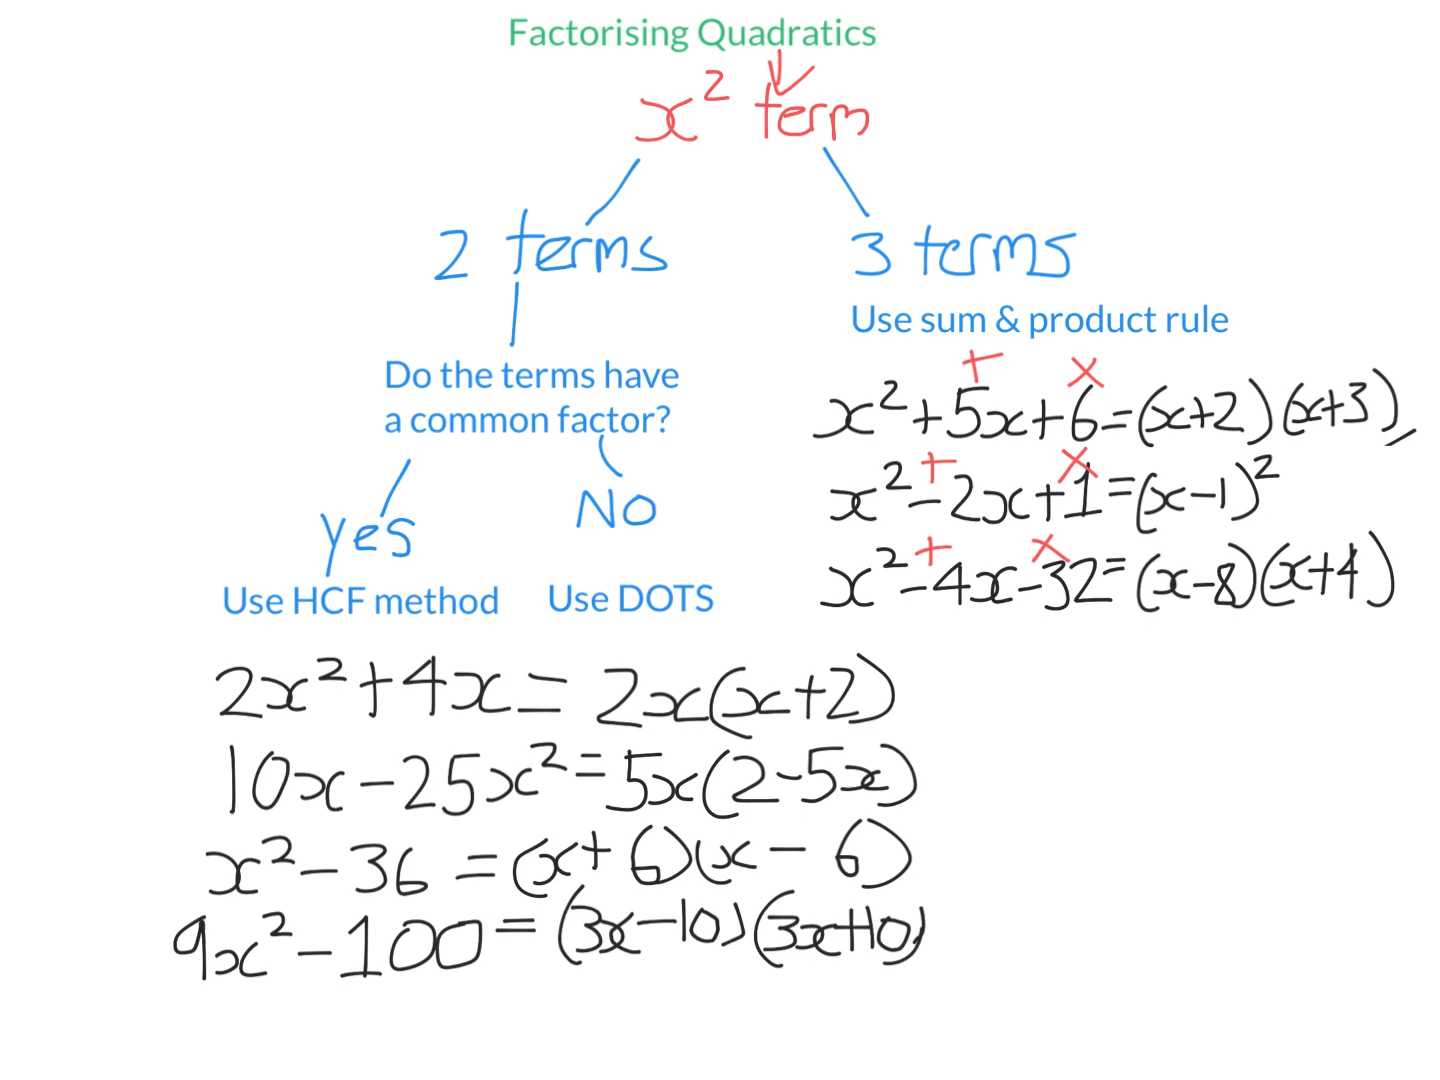 Factorising Quadratics
x² term
2 terms
3 terms
Use sum & product rule
Do the terms have
a common factor?
Yes
NO
Use HCF method
Use DOTS
+ ×
x²+5x+6=(x+2)(x+3)
+ ×
x²-2x+1=(x-1)²
+ ×
x²-4x-32=(x-8)(x+4)
2x²+4x=2x(x+2)
10x-25x²=5x(2-5x)
x²-36=(x+6)(x-6)
9x²-100=(3x-10)(3x+10)